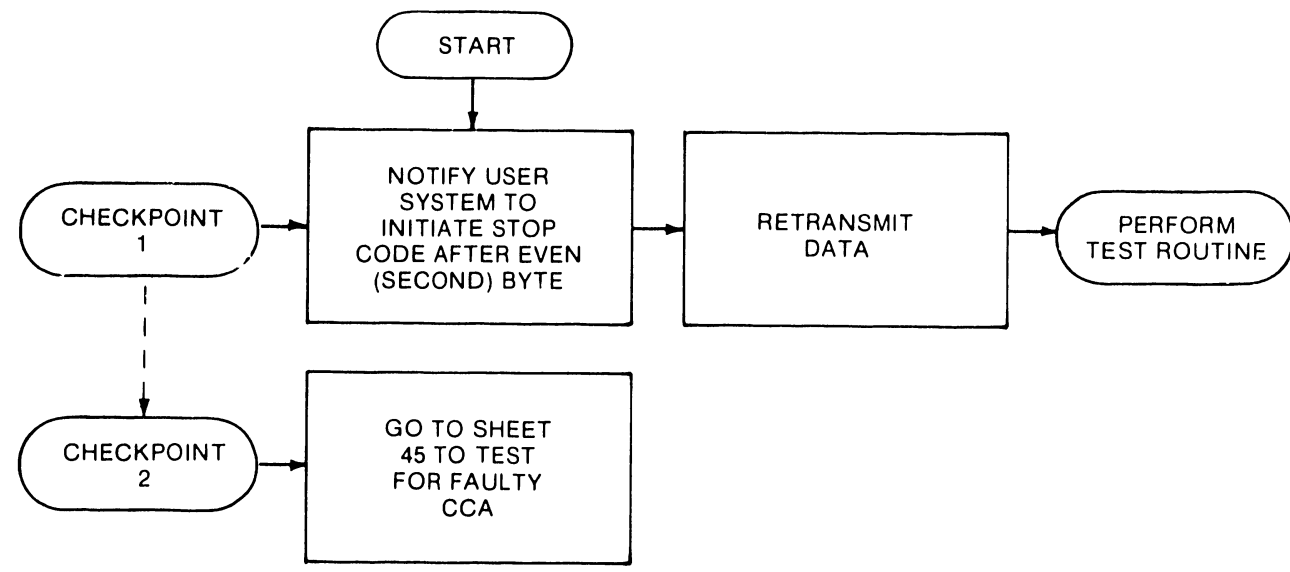 START
CHECKPOINT
1
NOTIFY USER
SYSTEM TO
INITIATE STOP
CODE AFTER EVEN
(SECOND) BYTE
RETRANSMIT
DATA
PERFORM
TEST ROUTINE
CHECKPOINT
2
GO TO SHEET
45 TO TEST
FOR FAULTY
CCA